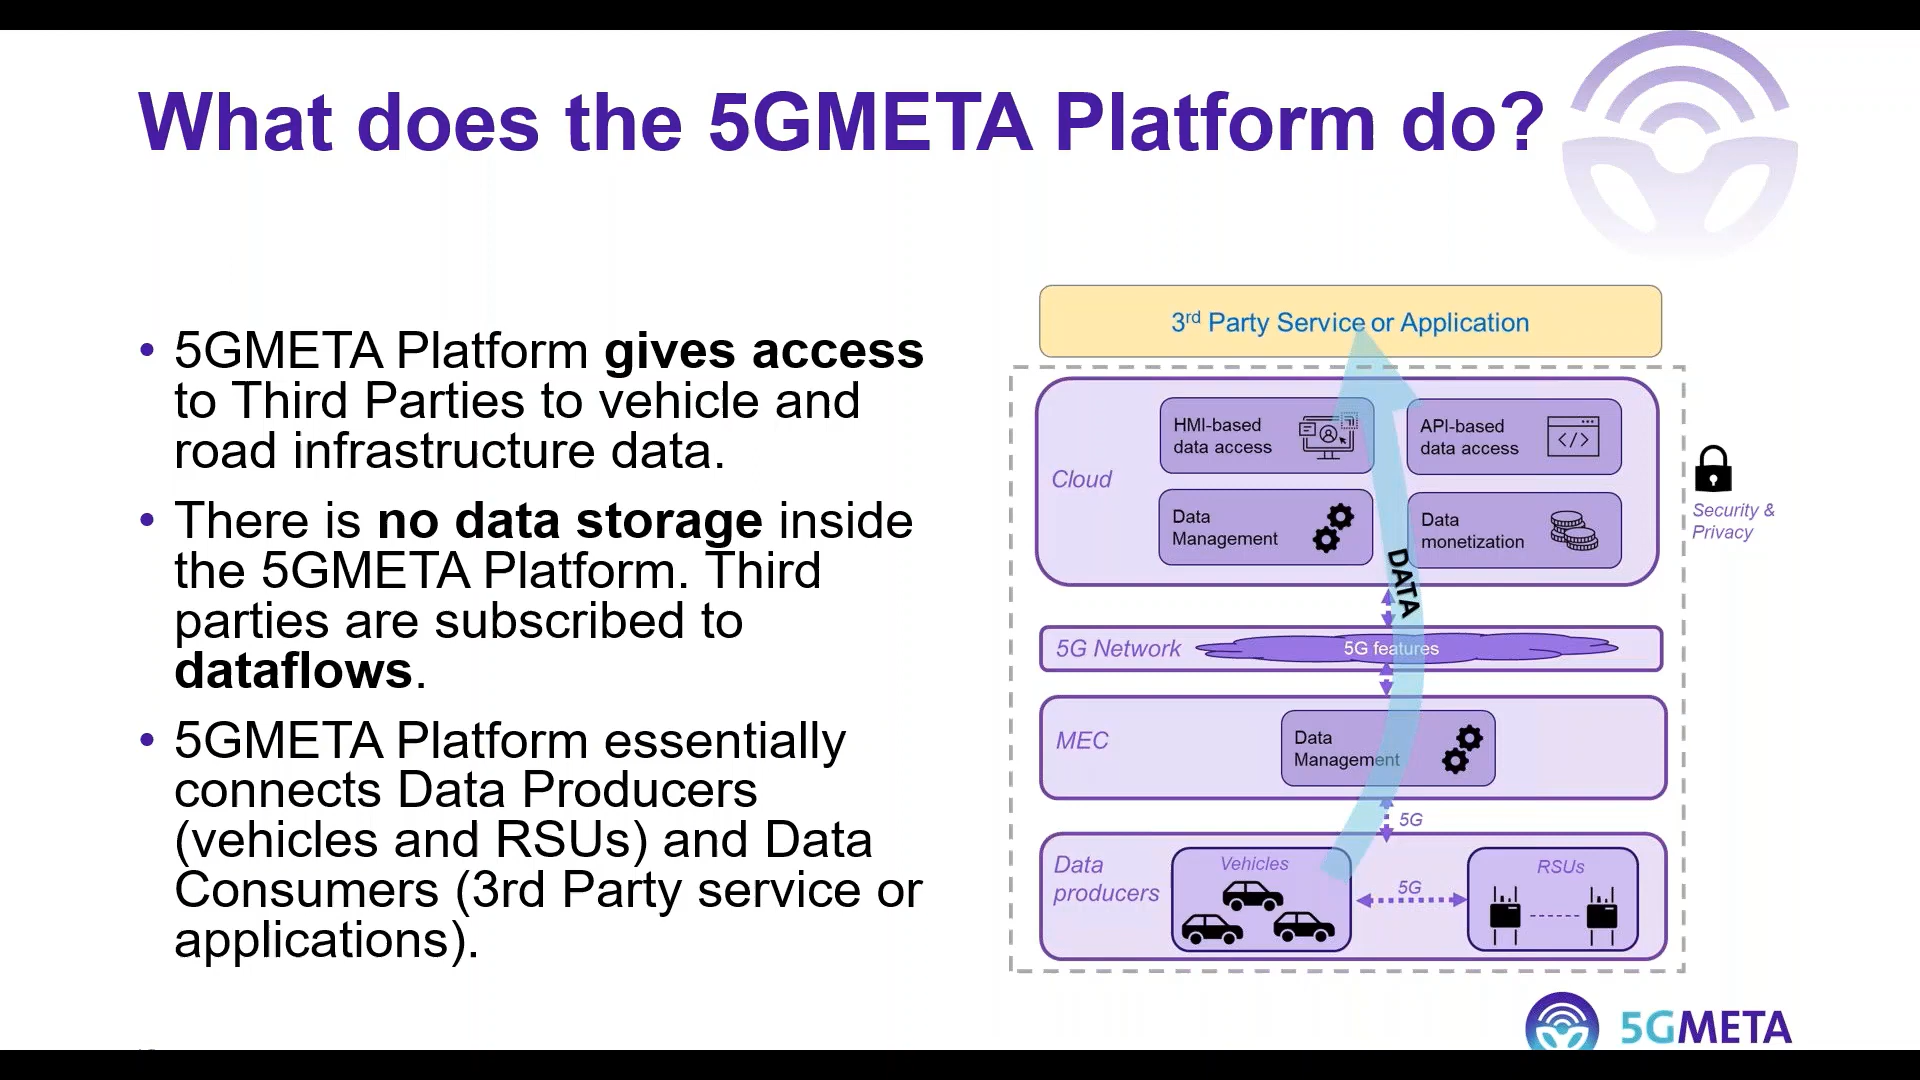 What does the 5GMETA Platform do?
• 5GMETA Platform gives access
to Third Parties to vehicle and
road infrastructure data.
• There is no data storage inside
the 5GMETA Platform. Third
parties are subscribed to
dataflows.
• 5GMETA Platform essentially
connects Data Producers
(vehicles and RSUs) and Data
Consumers (3rd Party service or
applications).
3rd Party Service or Application
Cloud
HMI-based
data access
API-based
data access
</>
Data
Management
Data
monetization
Security &
Privacy
DATA
5G Network
5G features
MEC
Data
Management
5G
Data
producers
Vehicles
5G
RSUs
5GMETA